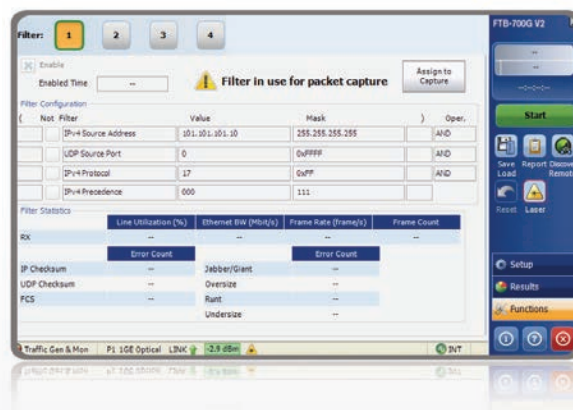 Filter: 1 2 3 4
FTB-700G V2
Enable
Enabled Time --
Filter in use for packet capture
Assign to
Capture
--
--
--:--:--
Start
Filter Configuration
( Not Filter Value Mask ) Oper.
IPv4 Source Address 101.101.101.10 255.255.255.255 AND
UDP Source Port 0 0xFFFF AND
IPv4 Protocol 17 0xFF AND
IPv4 Precedence 000 111
Save
Load
Report
Discover
Remote
Reset
Laser
Filter Statistics
Line Utilization (%) Ethernet BW (Mbit/s) Frame Rate (frame/s) Frame Count
RX -- -- -- --
Error Count Error Count
IP Checksum -- Jabber/Giant --
UDP Checksum -- Oversize --
FCS -- Runt --
Undersize --
Setup
Results
Functions
Traffic Gen & Mon P1 1GE Optical LINK -2.9 dBm INT